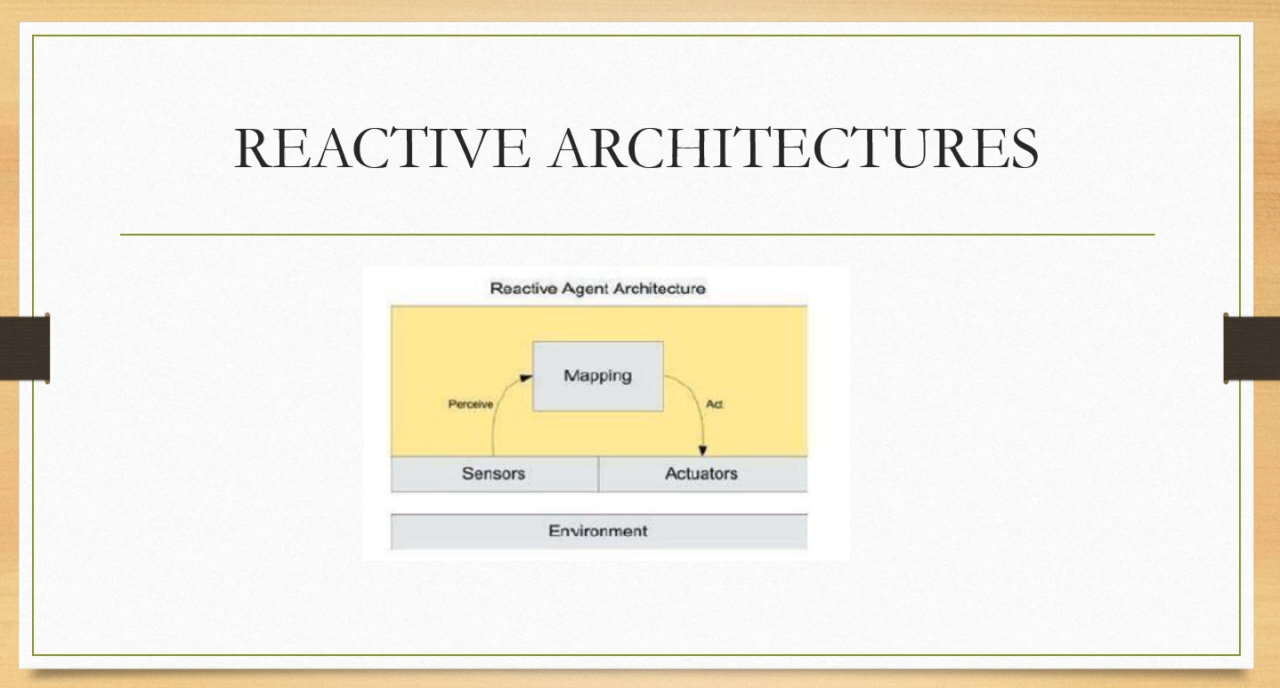 REACTIVE ARCHITECTURES
Reactive Agent Architecture
Mapping
Perceive
Act
Sensors
Actuators
Environment